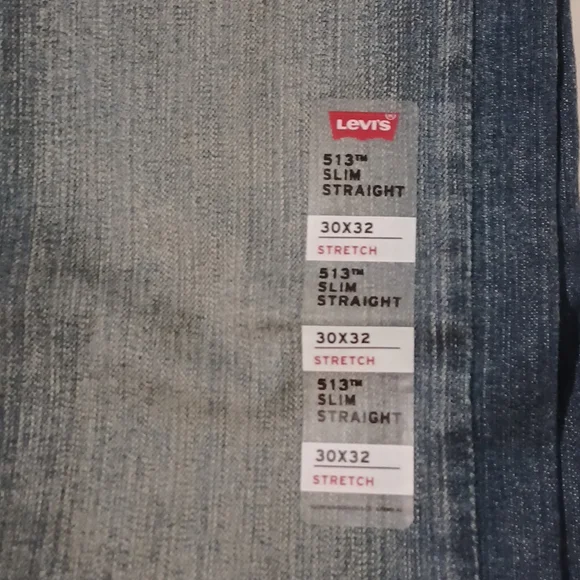 Levi's®
513™
SLIM
STRAIGHT
30X32
STRETCH
513™
SLIM
STRAIGHT
30X32
STRETCH
513™
SLIM
STRAIGHT
30X32
STRETCH